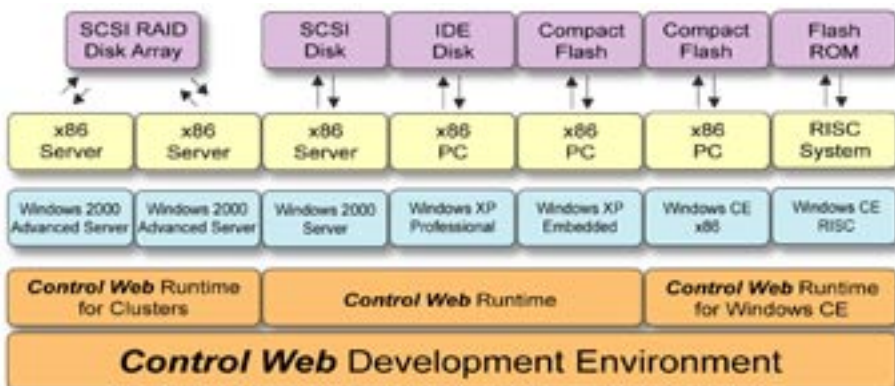 SCSI RAID
Disk Array
SCSI
Disk
IDE
Disk
Compact
Flash
Compact
Flash
Flash
ROM
x86
Server
x86
Server
x86
Server
x86
PC
x86
PC
x86
PC
RISC
System
Windows 2000
Advanced Server
Windows 2000
Advanced Server
Windows 2000
Server
Windows XP
Professional
Windows XP
Embedded
Windows CE
x86
Windows CE
RISC
Control Web Runtime
for Clusters
Control Web Runtime
Control Web Runtime
for Windows CE
Control Web Development Environment